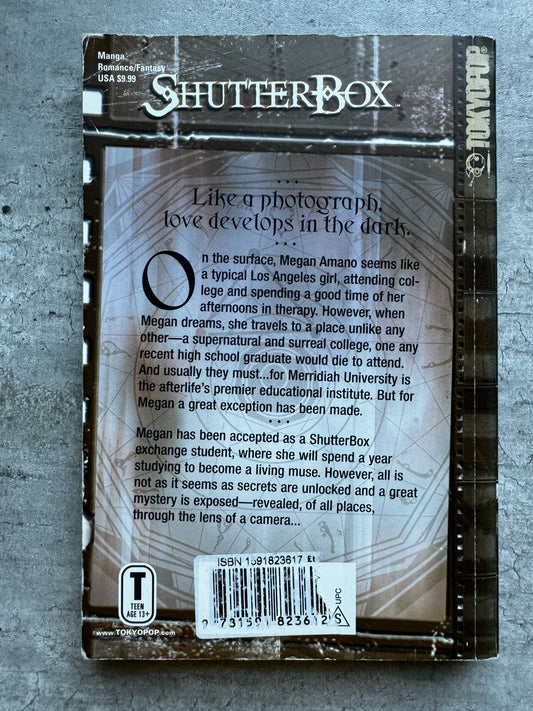 Manga
Romance/Fantasy
USA $9.99
SHUTTERBOX™
TOKYOPOP®
Like a photograph,
love develops in the dark.
On the surface, Megan Amano seems like
a typical Los Angeles girl, attending col-
lege and spending a good time of her
afternoons in therapy. However, when
Megan dreams, she travels to a place unlike any
other—a supernatural and surreal college, one any
recent high school graduate would die to attend.
And usually they must...for Merridiah University is
the afterlife's premier educational institute. But for
Megan a great exception has been made.
Megan has been accepted as a ShutterBox
exchange student, where she will spend a year
studying to become a living muse. However, all is
not as it seems as secrets are unlocked and a great
mystery is exposed—revealed, of all places,
through the lens of a camera...
ISBN 1591823617
T
TEEN
AGE 13+
S
UPC
www.TOKYOPOP.com